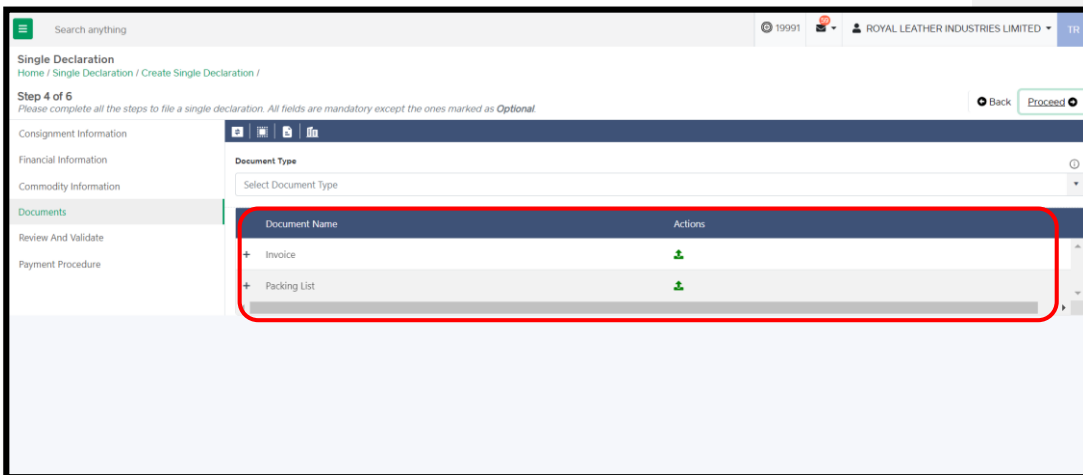 Search anything
19991
ROYAL LEATHER INDUSTRIES LIMITED
TR
Single Declaration
Home / Single Declaration / Create Single Declaration /
Step 4 of 6
Please complete all the steps to file a single declaration. All fields are mandatory except the ones marked as Optional.
Back
Proceed
Consignment Information
Financial Information
Commodity Information
Documents
Review And Validate
Payment Procedure
Document Type
Select Document Type
Document Name Actions
Invoice
Packing List